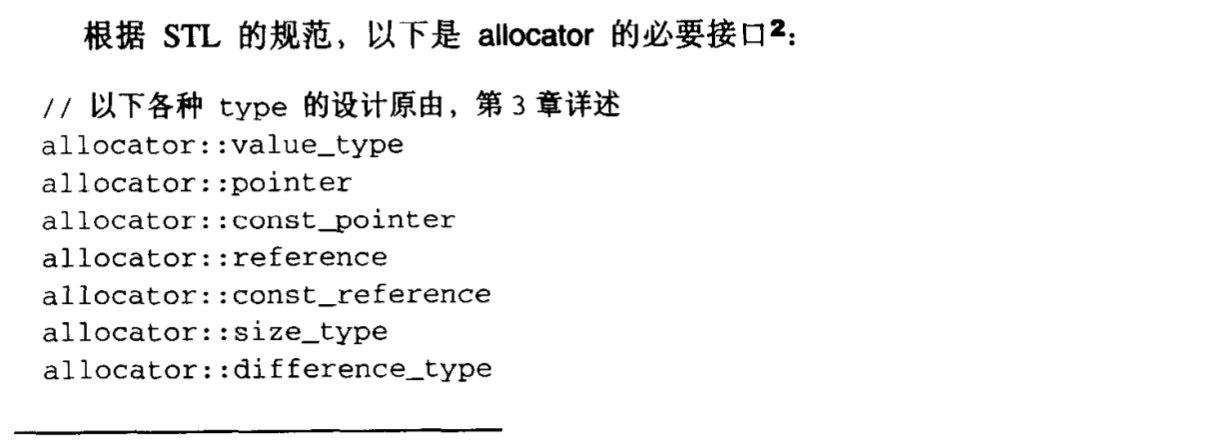 根据 STL 的规范，以下是 allocator 的必要接口2：
// 以下各种 type 的设计原由，第 3 章详述
allocator::value_type
allocator::pointer
allocator::const_pointer
allocator::reference
allocator::const_reference
allocator::size_type
allocator::difference_type